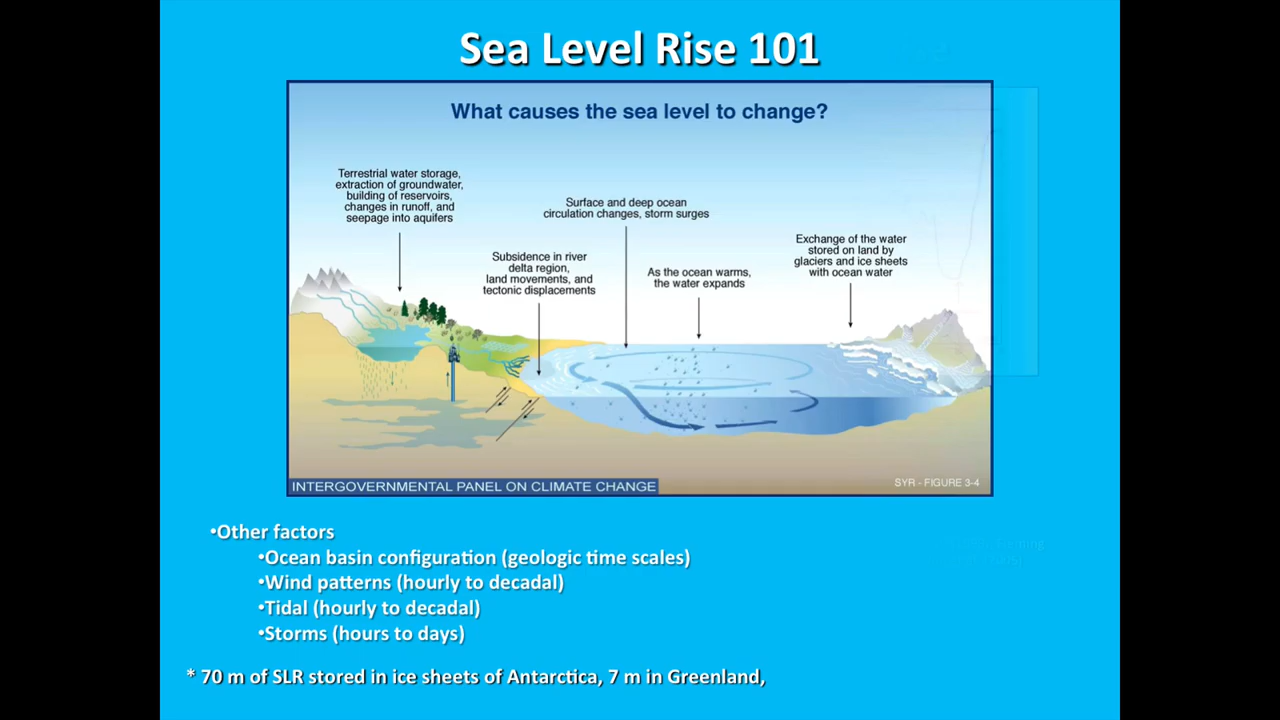 Sea Level Rise 101
What causes the sea level to change?
Terrestrial water storage,
extraction of groundwater,
building of reservoirs,
changes in runoff, and
seepage into aquifers
Surface and deep ocean
circulation changes, storm surges
Subsidence in river
delta region,
land movements, and
tectonic displacements
As the ocean warms,
the water expands
Exchange of the water
stored on land by
glaciers and ice sheets
with ocean water
INTERGOVERNMENTAL PANEL ON CLIMATE CHANGE
SYR - FIGURE 3-4
•Other factors
•Ocean basin configuration (geologic time scales)
•Wind patterns (hourly to decadal)
•Tidal (hourly to decadal)
•Storms (hours to days)
* 70 m of SLR stored in ice sheets of Antarctica, 7 m in Greenland,